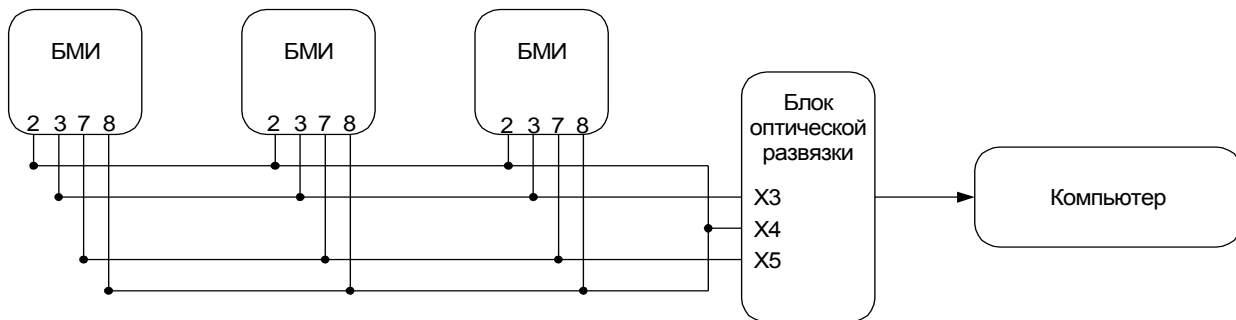 БМИ
2 3 7 8
БМИ
2 3 7 8
БМИ
2 3 7 8
Блок
оптической
развязки
X3
X4
X5
Компьютер